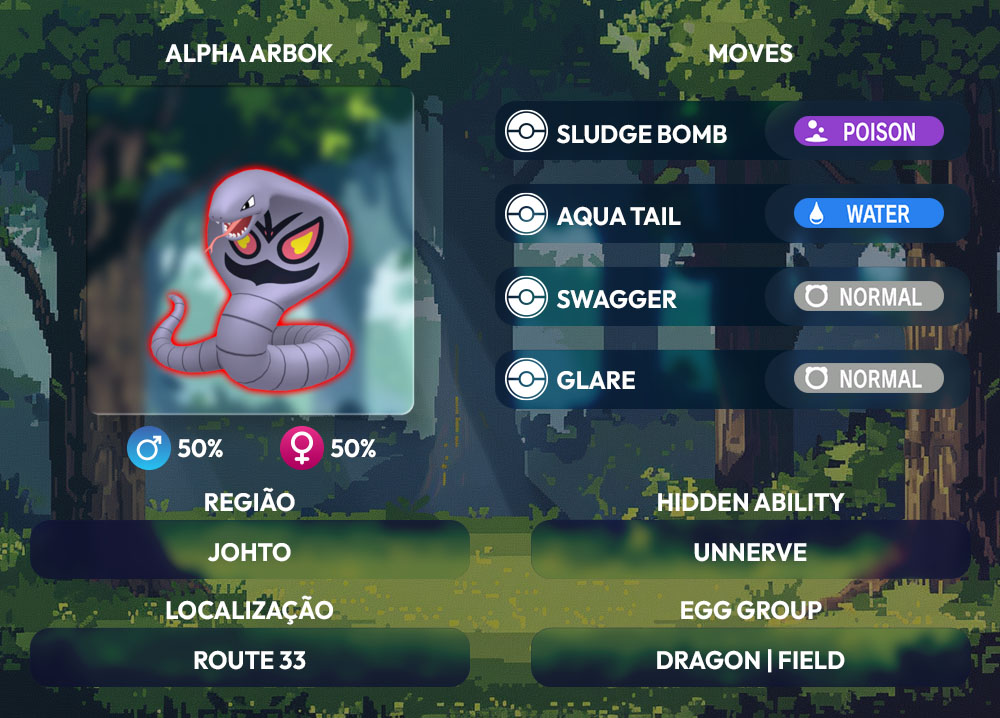 ALPHA ARBOK
50%
50%
REGIÃO
JOHTO
LOCALIZAÇÃO
ROUTE 33
MOVES
SLUDGE BOMB POISON
AQUA TAIL WATER
SWAGGER NORMAL
GLARE NORMAL
HIDDEN ABILITY
UNNERVE
EGG GROUP
DRAGON | FIELD